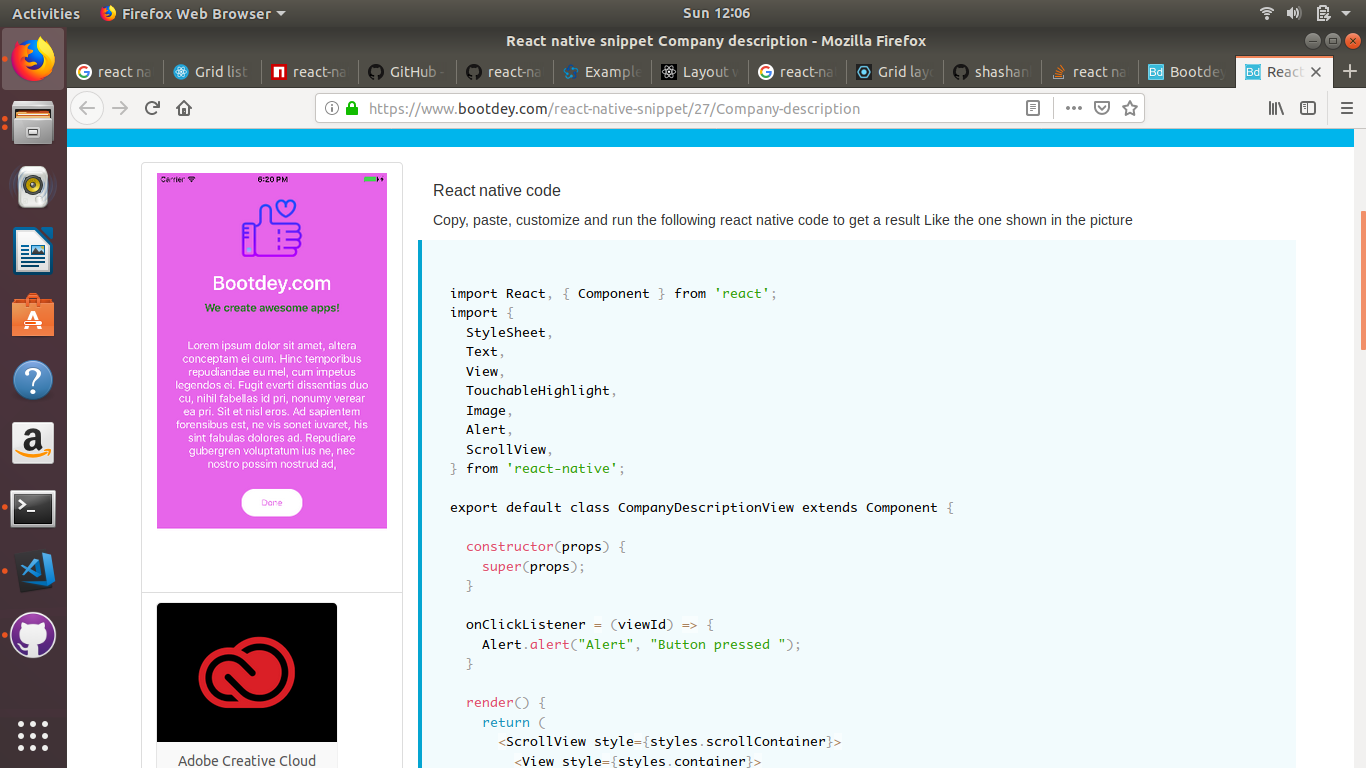 Activities
Firefox Web Browser
Sun 12:06
React native snippet Company description - Mozilla Firefox
react na
Grid list
react-na
GitHub -
react-na
Example
Layout w
react-na
Grid layo
shashan
react na
Bootdey
React
https://www.bootdey.com/react-native-snippet/27/Company-description
Carrier
6:20 PM
Bootdey.com
We create awesome apps!
Lorem ipsum dolor sit amet, altera
conceptam ei cum. Hinc temporibus
repudiandae eu mel, cum impetus
legendos ei. Fugit everti dissentias duo
cu, nihil fabellas id pri, nonumy verear
ea pri. Sit et nisl eros. Ad sapientem
forensibus est, ne vis sonet iuvaret, his
sint fabulas dolores ad. Repudiare
gubergren voluptatum ius ne, nec
nostro possim nostrud ad,
Done
Adobe Creative Cloud
React native code
Copy, paste, customize and run the following react native code to get a result Like the one shown in the picture
import React, { Component } from 'react';
import {
StyleSheet,
Text,
View,
TouchableHighlight,
Image,
Alert,
ScrollView,
} from 'react-native';
export default class CompanyDescriptionView extends Component {
constructor(props) {
super(props);
}
onClickListener = (viewId) => {
Alert.alert("Alert", "Button pressed ");
}
render() {
return (
<ScrollView style={styles.scrollContainer}>
<View style={styles.container}>